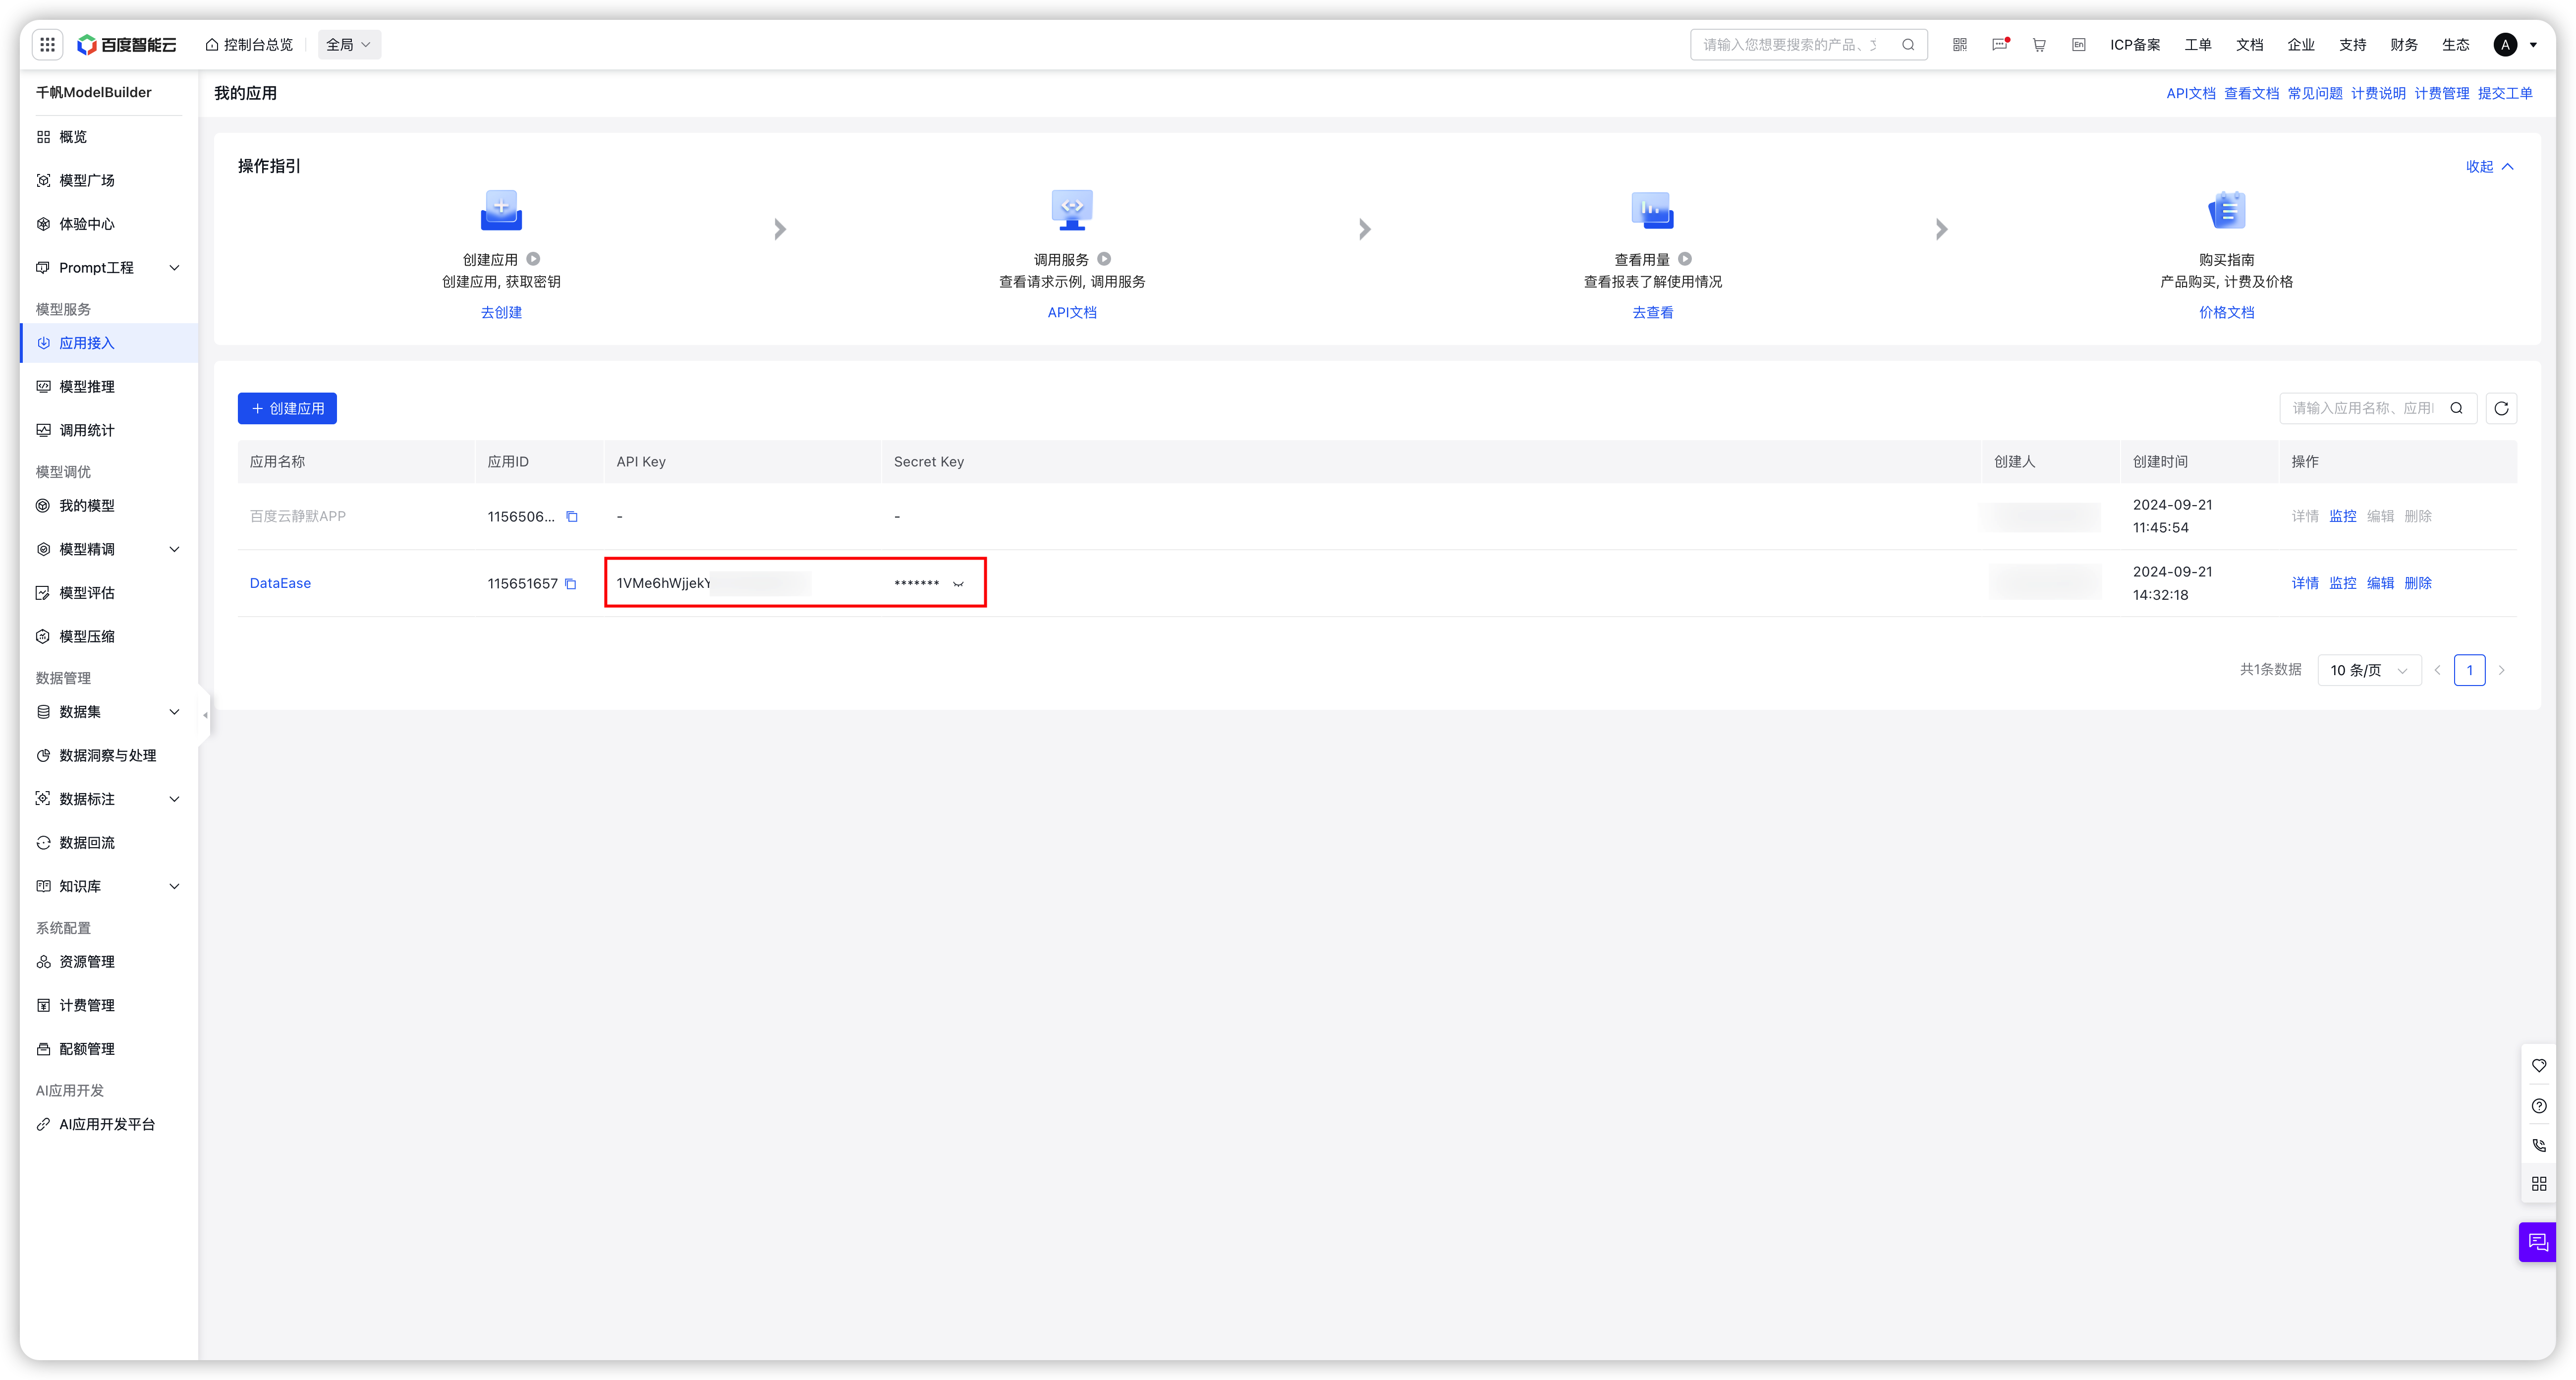 百度智能云 控制台总览 全局 请输入您想要搜索的产品、 En ICP备案 工单 文档 企业 支持 财务 生态 A
千帆ModelBuilder
概览
模型广场
体验中心
Prompt工程
模型服务
应用接入
模型推理
调用统计
模型调优
我的模型
模型精调
模型评估
模型压缩
数据管理
数据集
数据洞察与处理
数据标注
数据回流
知识库
系统配置
资源管理
计费管理
配额管理
AI应用开发
AI应用开发平台
我的应用
API文档 查看文档 常见问题 计费说明 计费管理 提交工单
操作指引 收起
创建应用
创建应用, 获取密钥
去创建
调用服务
查看请求示例, 调用服务
API文档
查看用量
查看报表了解使用情况
去查看
购买指南
产品购买, 计费及价格
价格文档
+ 创建应用 请输入应用名称、应用
应用名称 应用ID API Key Secret Key 创建人 创建时间 操作
百度云静默APP 1156506... - - 2024-09-21 11:45:54 详情 监控 编辑 删除
DataEase 115651657 1VMe6hWjjekY ******* 2024-09-21 14:32:18 详情 监控 编辑 删除
共1条数据 10 条/页 1